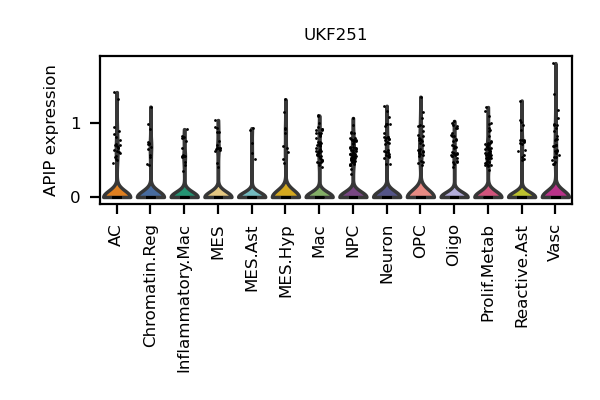 UKF251
APIP expression
1
0
AC
Chromatin.Reg
Inflammatory.Mac
MES
MES.Ast
MES.Hyp
Mac
NPC
Neuron
OPC
Oligo
Prolif.Metab
Reactive.Ast
Vasc